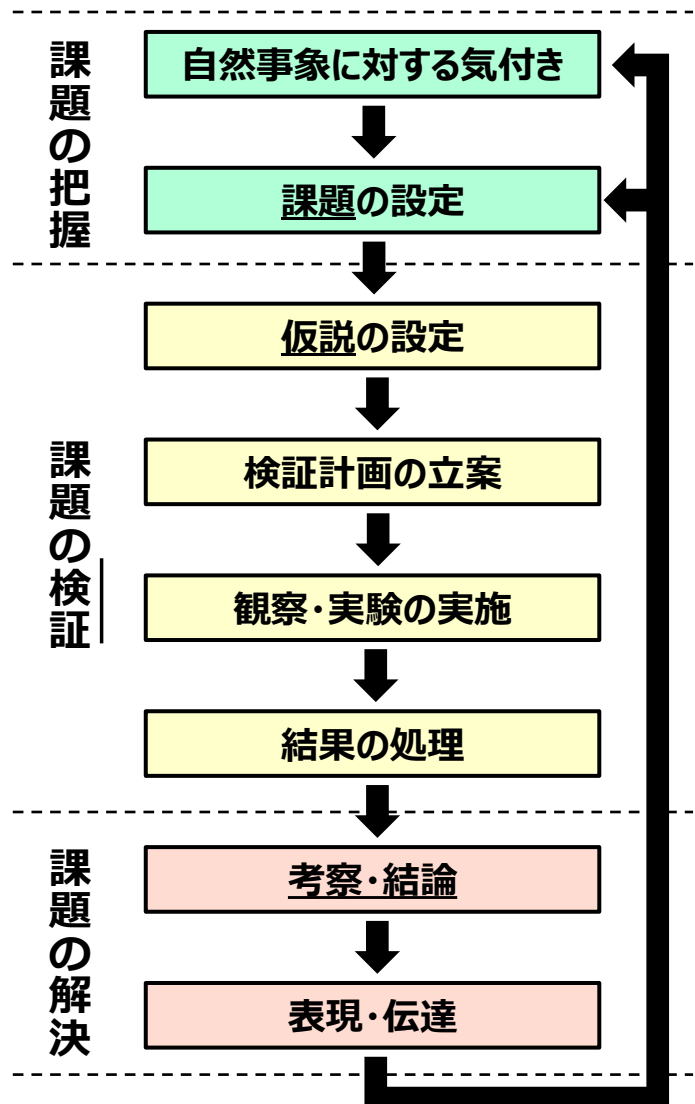 課題の把握
自然事象に対する気付き
課題の設定
課題の検証
仮説の設定
検証計画の立案
観察・実験の実施
結果の処理
課題の解決
考察・結論
表現・伝達